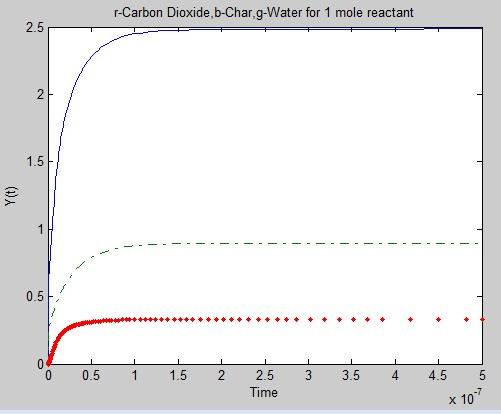 r-Carbon Dioxide,b-Char,g-Water for 1 mole reactant
2.5
2
1.5
1
0.5
0
Y(t)
0 0.5 1 1.5 2 2.5 3 3.5 4 4.5 5
Time
x 10-7